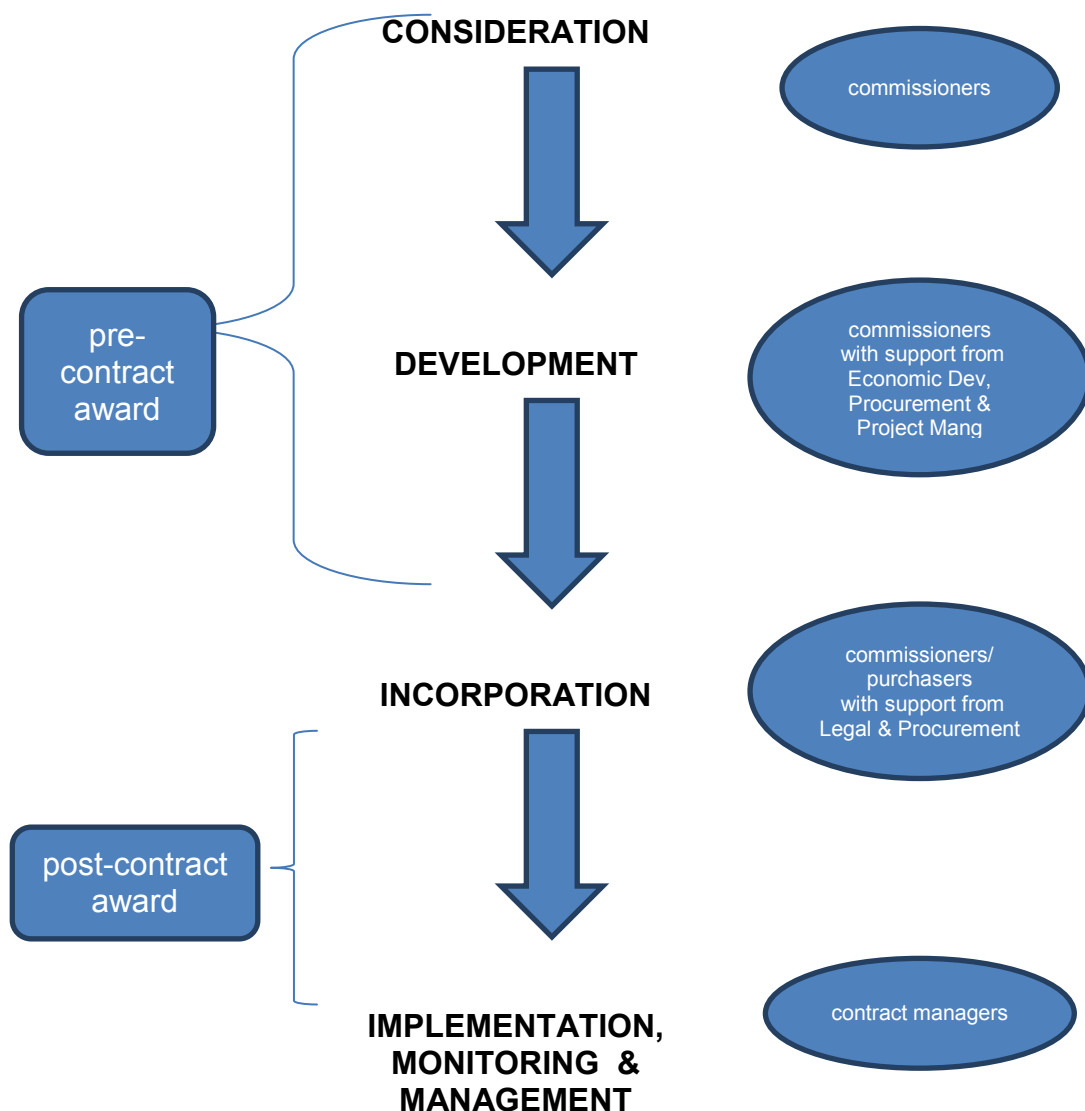 CONSIDERATION
commissioners
pre-
contract
award
DEVELOPMENT
commissioners
with support from
Economic Dev,
Procurement &
Project Mang
INCORPORATION
commissioners/
purchasers
with support from
Legal & Procurement
post-contract
award
IMPLEMENTATION,
MONITORING &
MANAGEMENT
contract managers